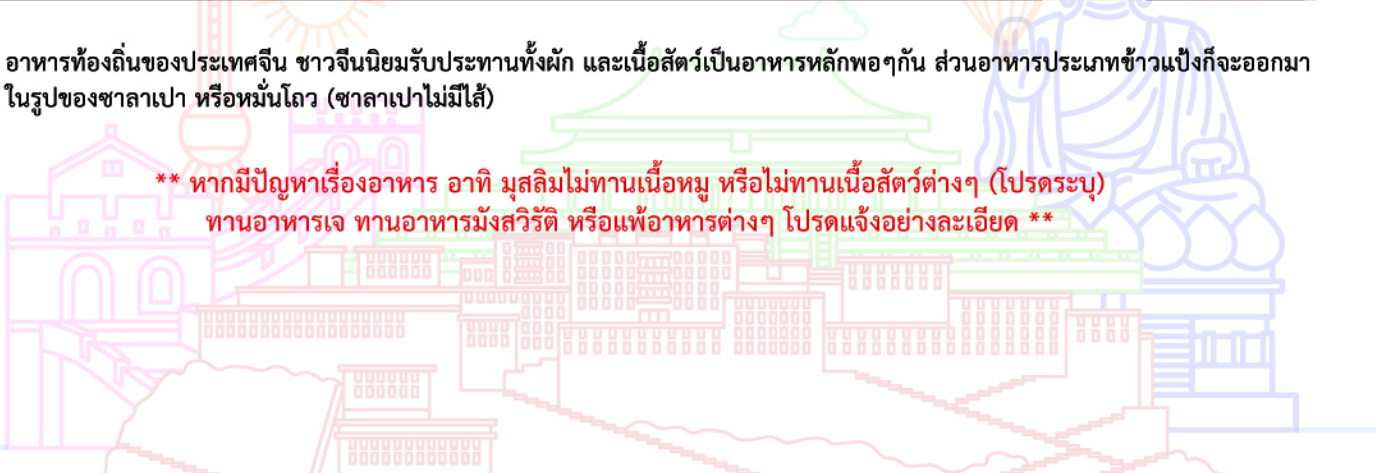 อาหารท้องถิ่นของประเทศจีน ชาวจีนนิยมรับประทานทั้งผัก และเนื้อสัตว์เป็นอาหารหลักพอๆกัน ส่วนอาหารประเภทข้าวแป้งก็จะออกมา
ในรูปของซาลาเปา หรือหมั่นโถว (ซาลาเปาไม่มีไส้)
** หากมีปัญหาเรื่องอาหาร อาทิ มุสลิมไม่ทานเนื้อหมู หรือไม่ทานเนื้อสัตว์ต่างๆ (โปรดระบุ)
ทานอาหารเจ ทานอาหารมังสวิรัติ หรือแพ้อาหารต่างๆ โปรดแจ้งอย่างละเอียด **